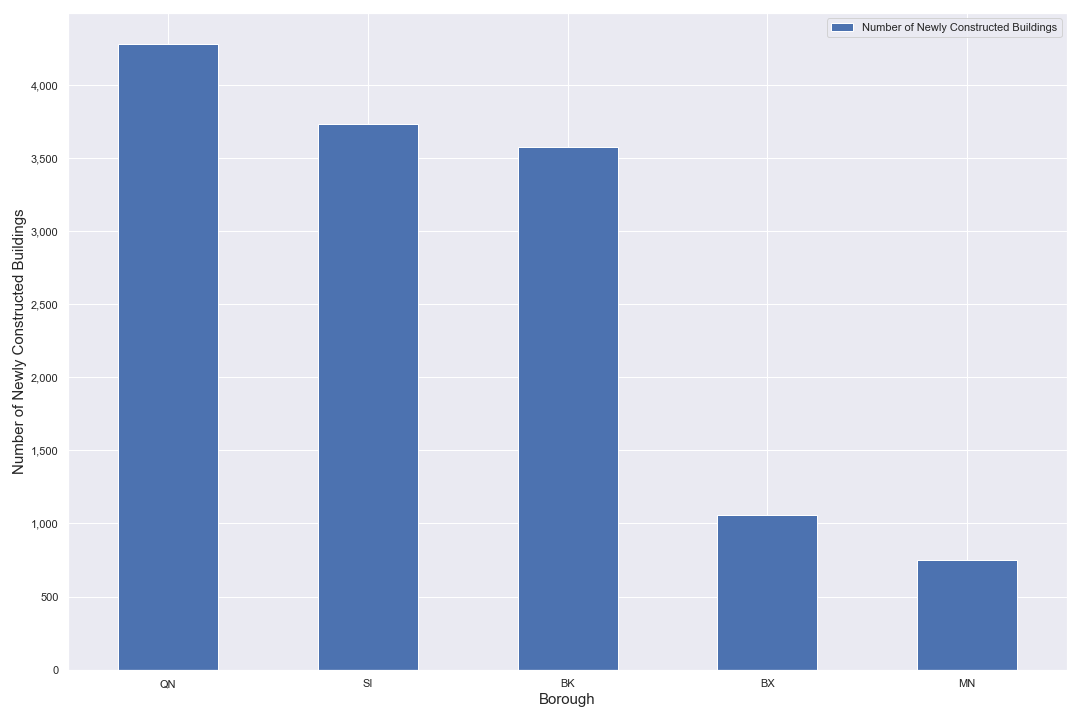 Number of Newly Constructed Buildings
4,000
3,500
3,000
2,500
2,000
1,500
1,000
500
0
Number of Newly Constructed Buildings
QN SI BK BX MN
Borough